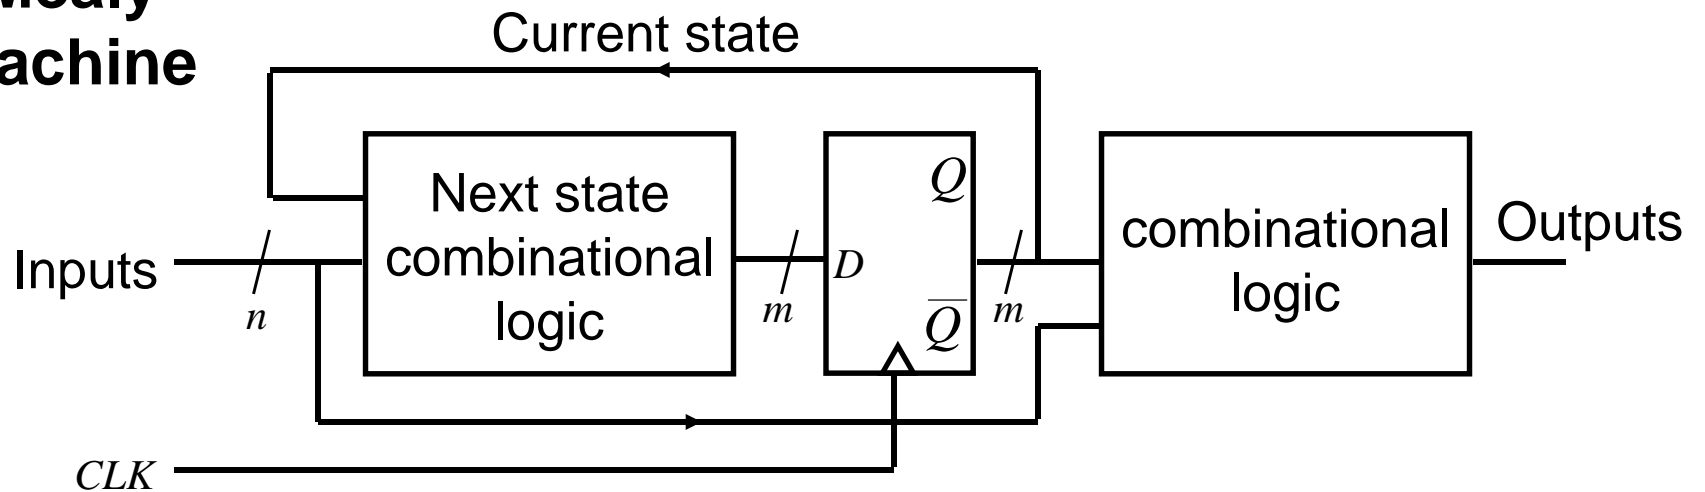 achine
Current state
Next state
combinational
logic
Q
D
Q̅
combinational
logic
Outputs
Inputs
n
m
m
CLK